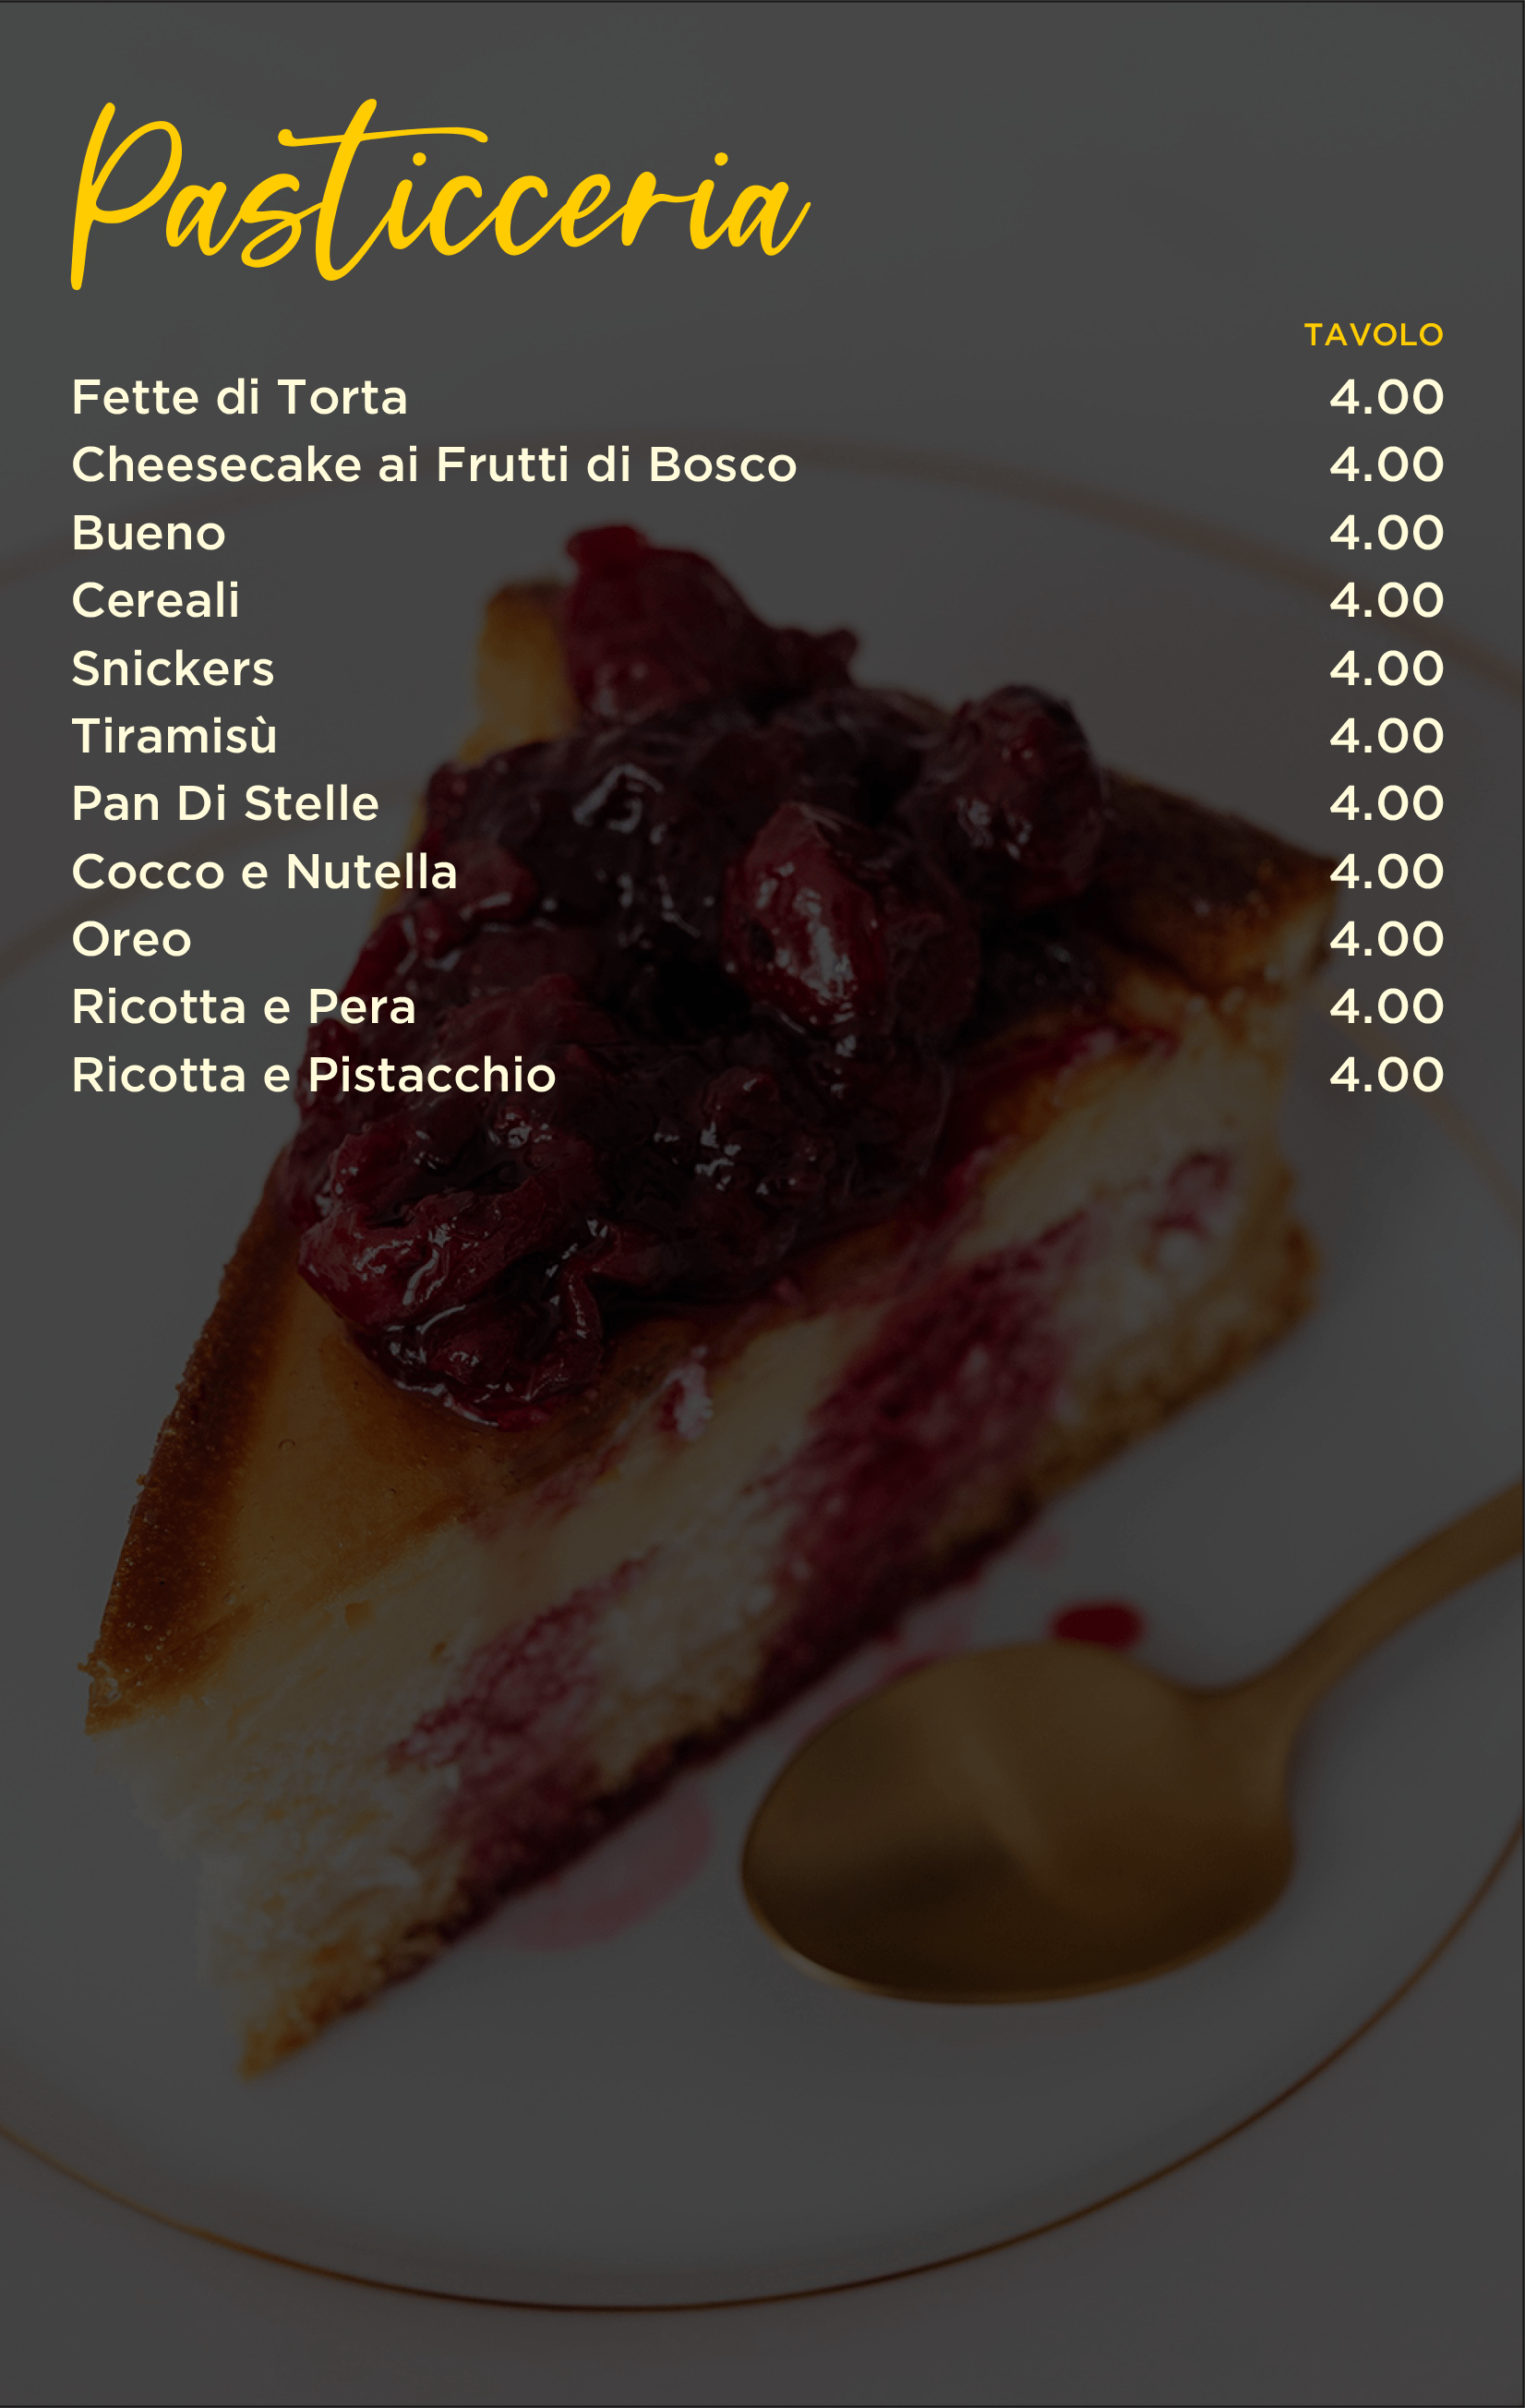 Pasticceria
TAVOLO
Fette di Torta 4.00
Cheesecake ai Frutti di Bosco 4.00
Bueno 4.00
Cereali 4.00
Snickers 4.00
Tiramisù 4.00
Pan Di Stelle 4.00
Cocco e Nutella 4.00
Oreo 4.00
Ricotta e Pera 4.00
Ricotta e Pistacchio 4.00